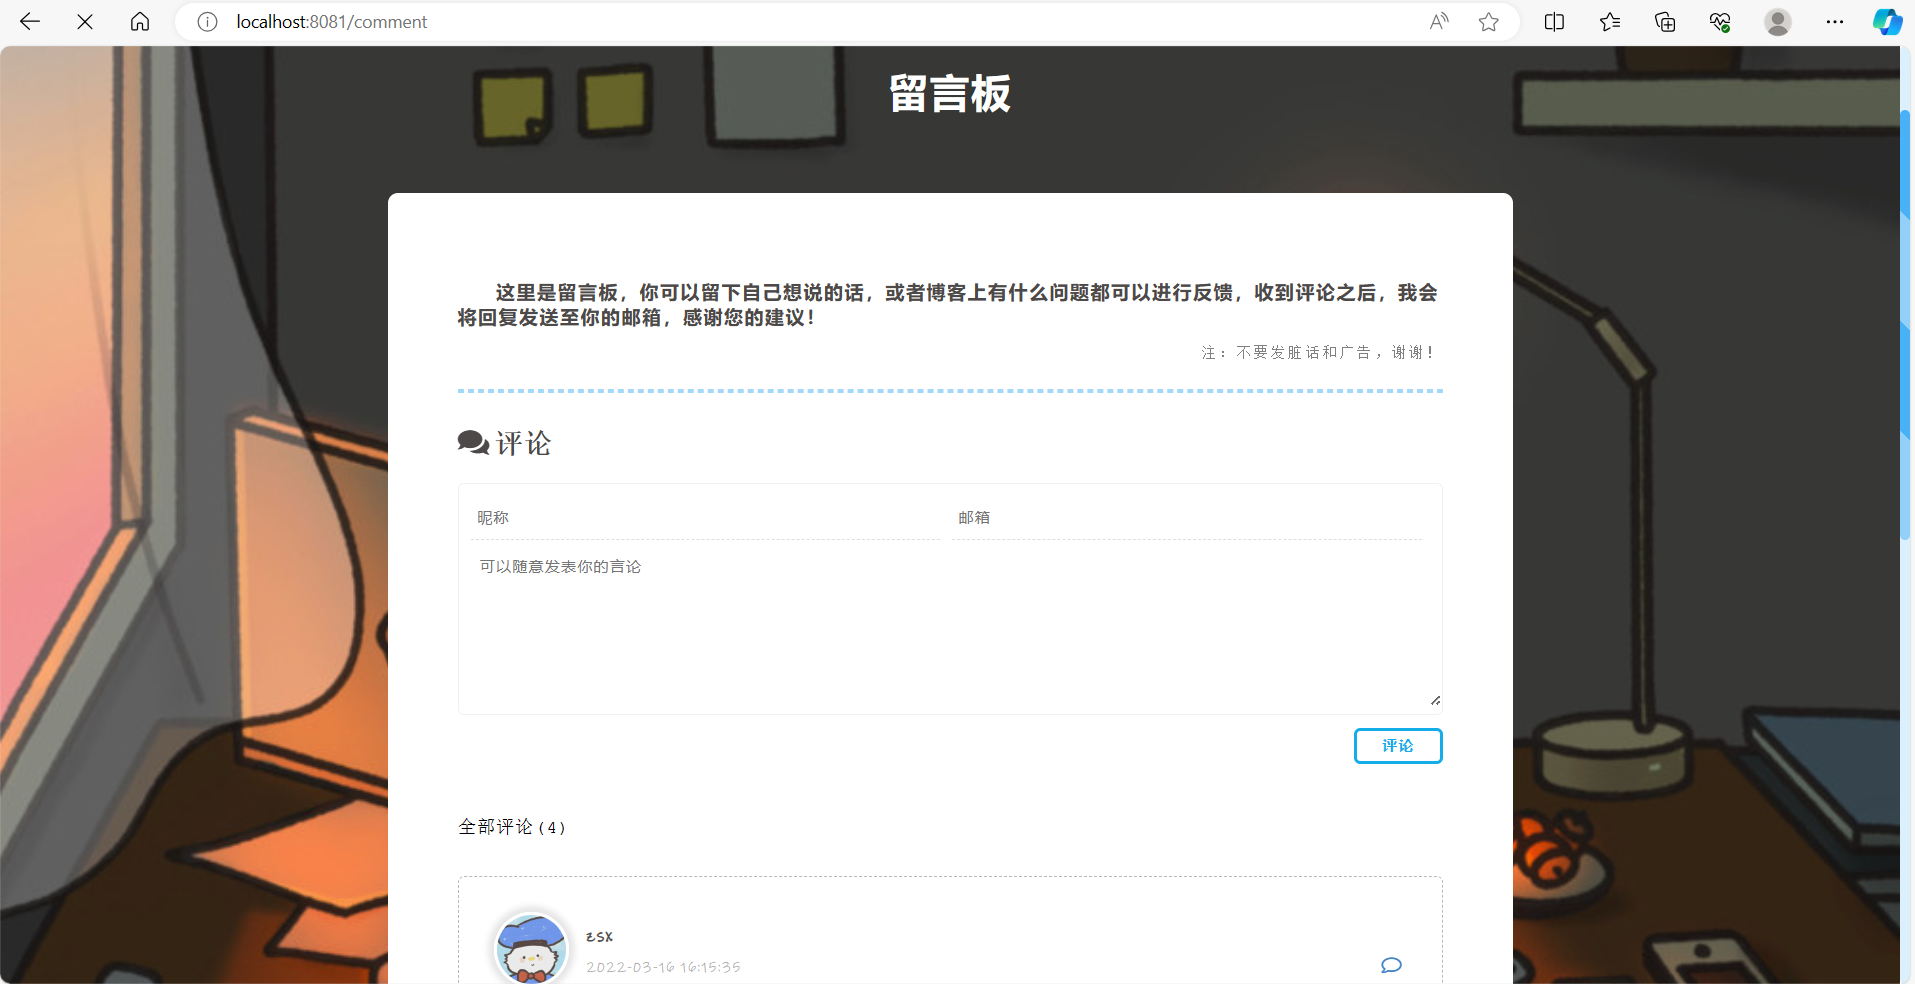 localhost:8081/comment
留言板
这里是留言板，你可以留下自己想说的话，或者博客上有什么问题都可以进行反馈，收到评论之后，我会
将回复发送至你的邮箱，感谢您的建议！
注：不要发脏话和广告，谢谢！
评论
昵称
邮箱
可以随意发表你的言论
评论
全部评论(4)
zsx
2022-03-16 16:15:35